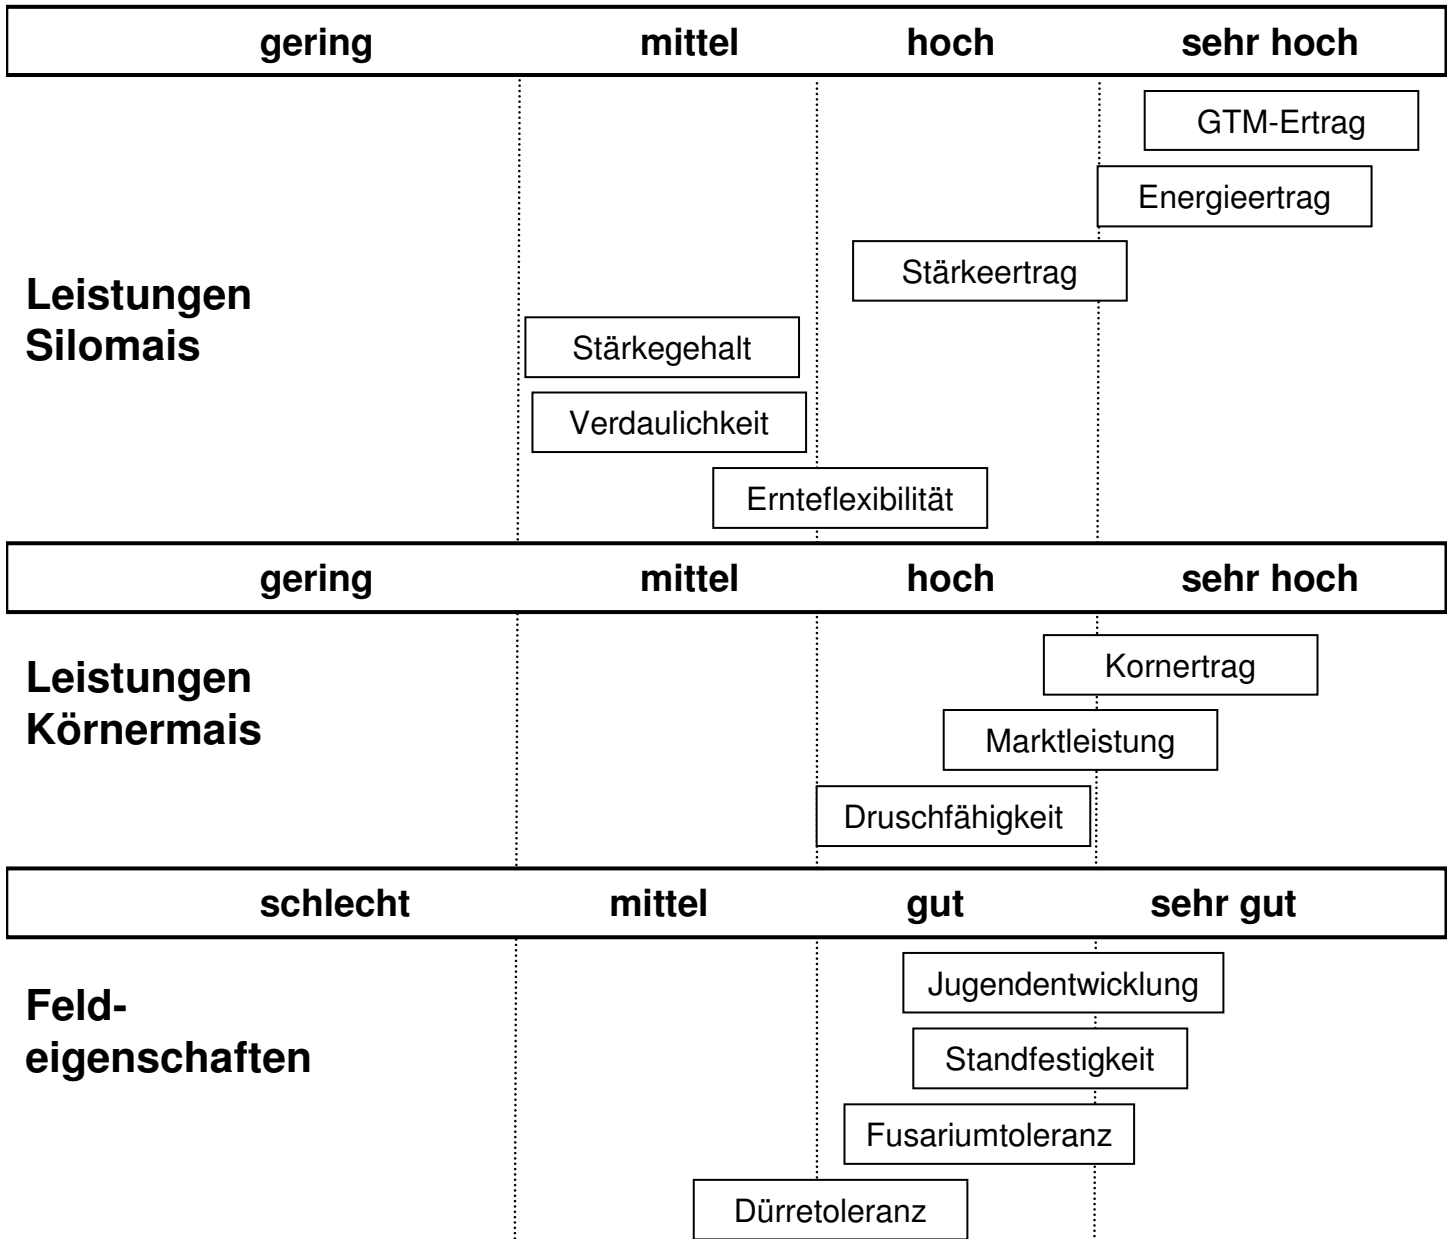 gering mittel hoch sehr hoch
GTM-Ertrag
Energieertrag
Stärkeertrag
Leistungen
Silomais
Stärkegehalt
Verdaulichkeit
Ernteflexibilität
gering mittel hoch sehr hoch
Leistungen
Körnermais
Kornertrag
Marktleistung
Druschfähigkeit
schlecht mittel gut sehr gut
Feld-
eigenschaften
Jugendentwicklung
Standfestigkeit
Fusariumtoleranz
Dürretoleranz